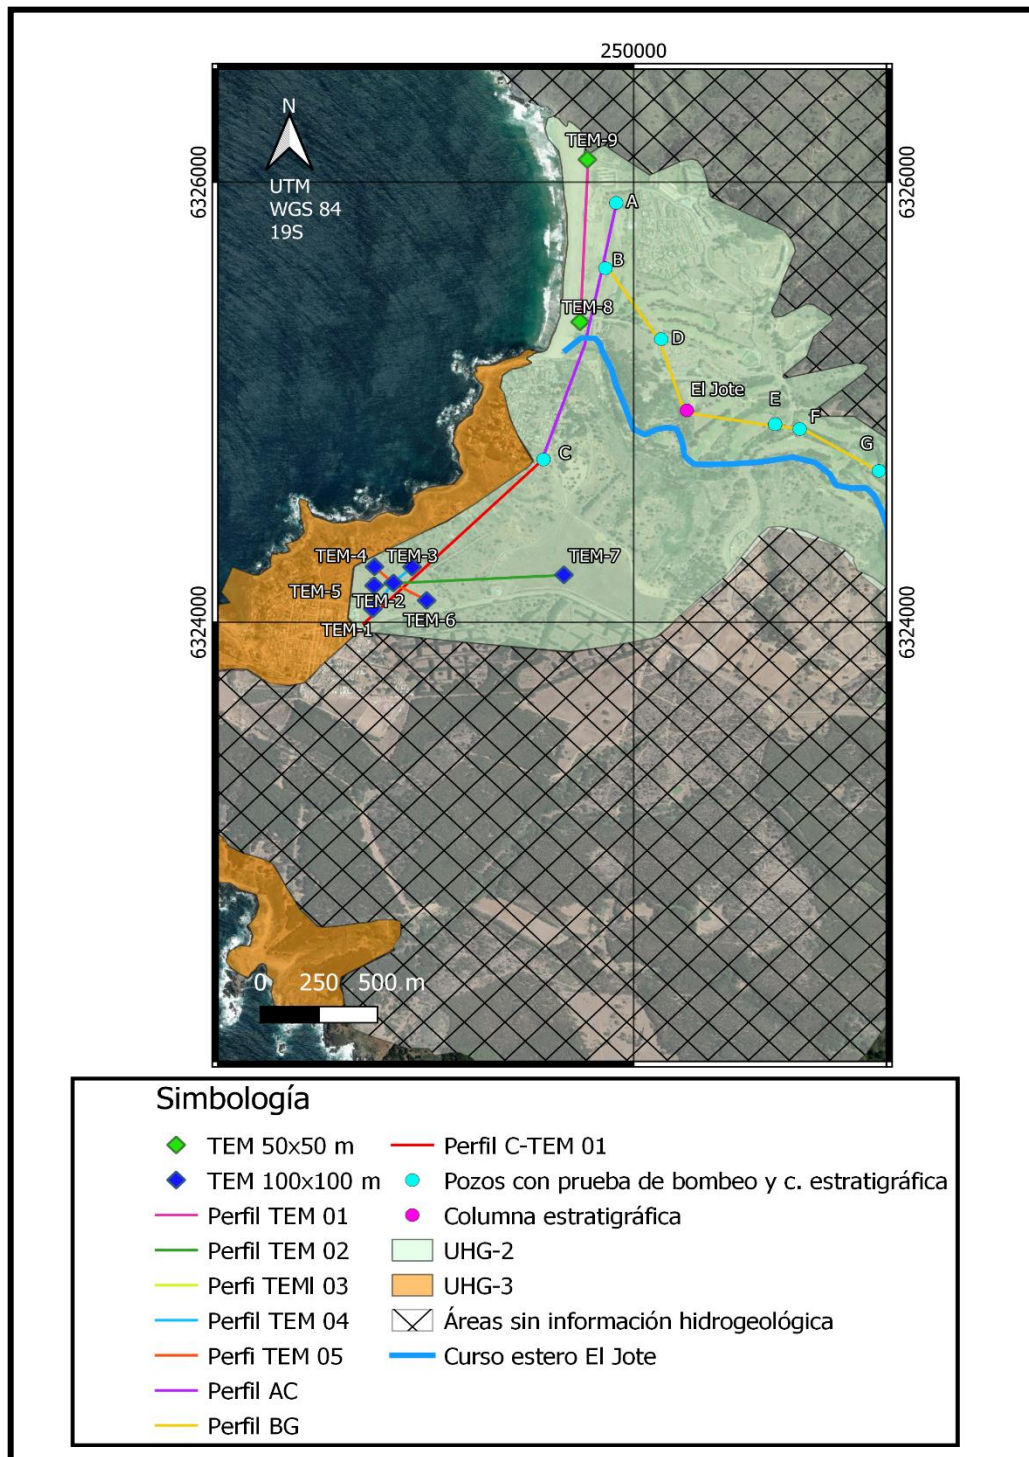 250000
TEM-9
N
6326000
6326000
UTM
WGS 84
19S
A
B
TEM-8
D
El Jote
E
F
C
G
TEM-4
TEM-3
TEM-7
TEM-5
TEM-2
TEM-6
TEM-1
6324000
6324000
0 250 500 m
Simbología
TEM 50x50 m
TEM 100x100 m
Perfil TEM 01
Perfil TEM 02
Perfi TEMl 03
Perfil TEM 04
Perfi TEM 05
Perfil AC
Perfil BG
Perfil C-TEM 01
Pozos con prueba de bombeo y c. estratigráfica
Columna estratigráfica
UHG-2
UHG-3
Áreas sin información hidrogeológica
Curso estero El Jote